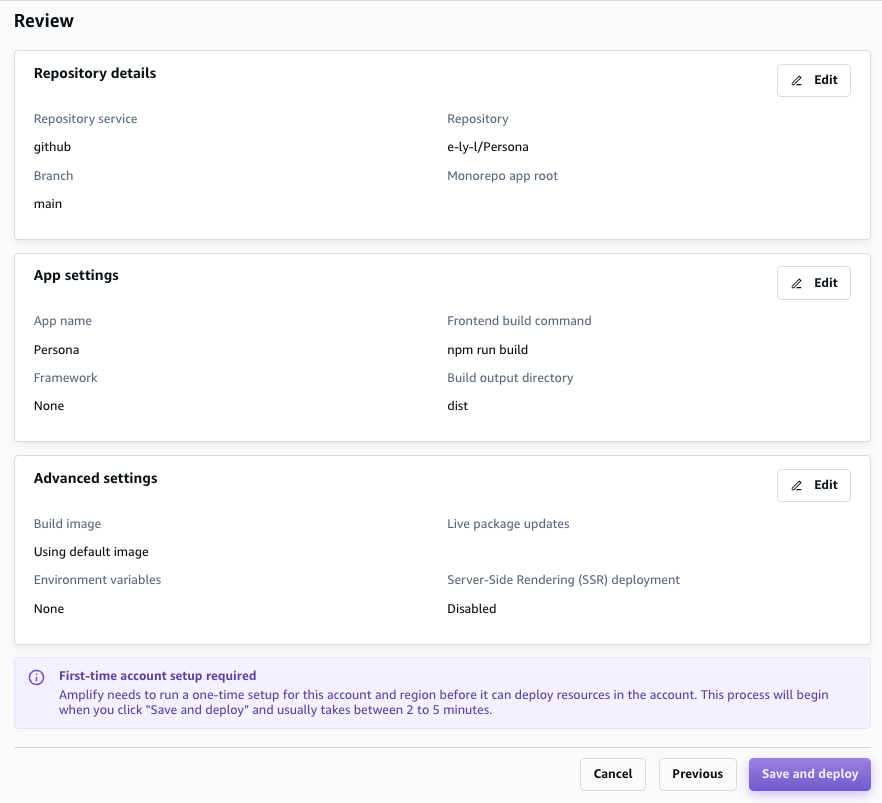 Review
Repository details
Edit
Repository service
Repository
github
e-ly-l/Persona
Branch
Monorepo app root
main
App settings
Edit
App name
Frontend build command
Persona
npm run build
Framework
Build output directory
None
dist
Advanced settings
Edit
Build image
Live package updates
Using default image
Environment variables
Server-Side Rendering (SSR) deployment
None
Disabled
First-time account setup required
Amplify needs to run a one-time setup for this account and region before it can deploy resources in the account. This process will begin
when you click "Save and deploy" and usually takes between 2 to 5 minutes.
Cancel
Previous
Save and deploy